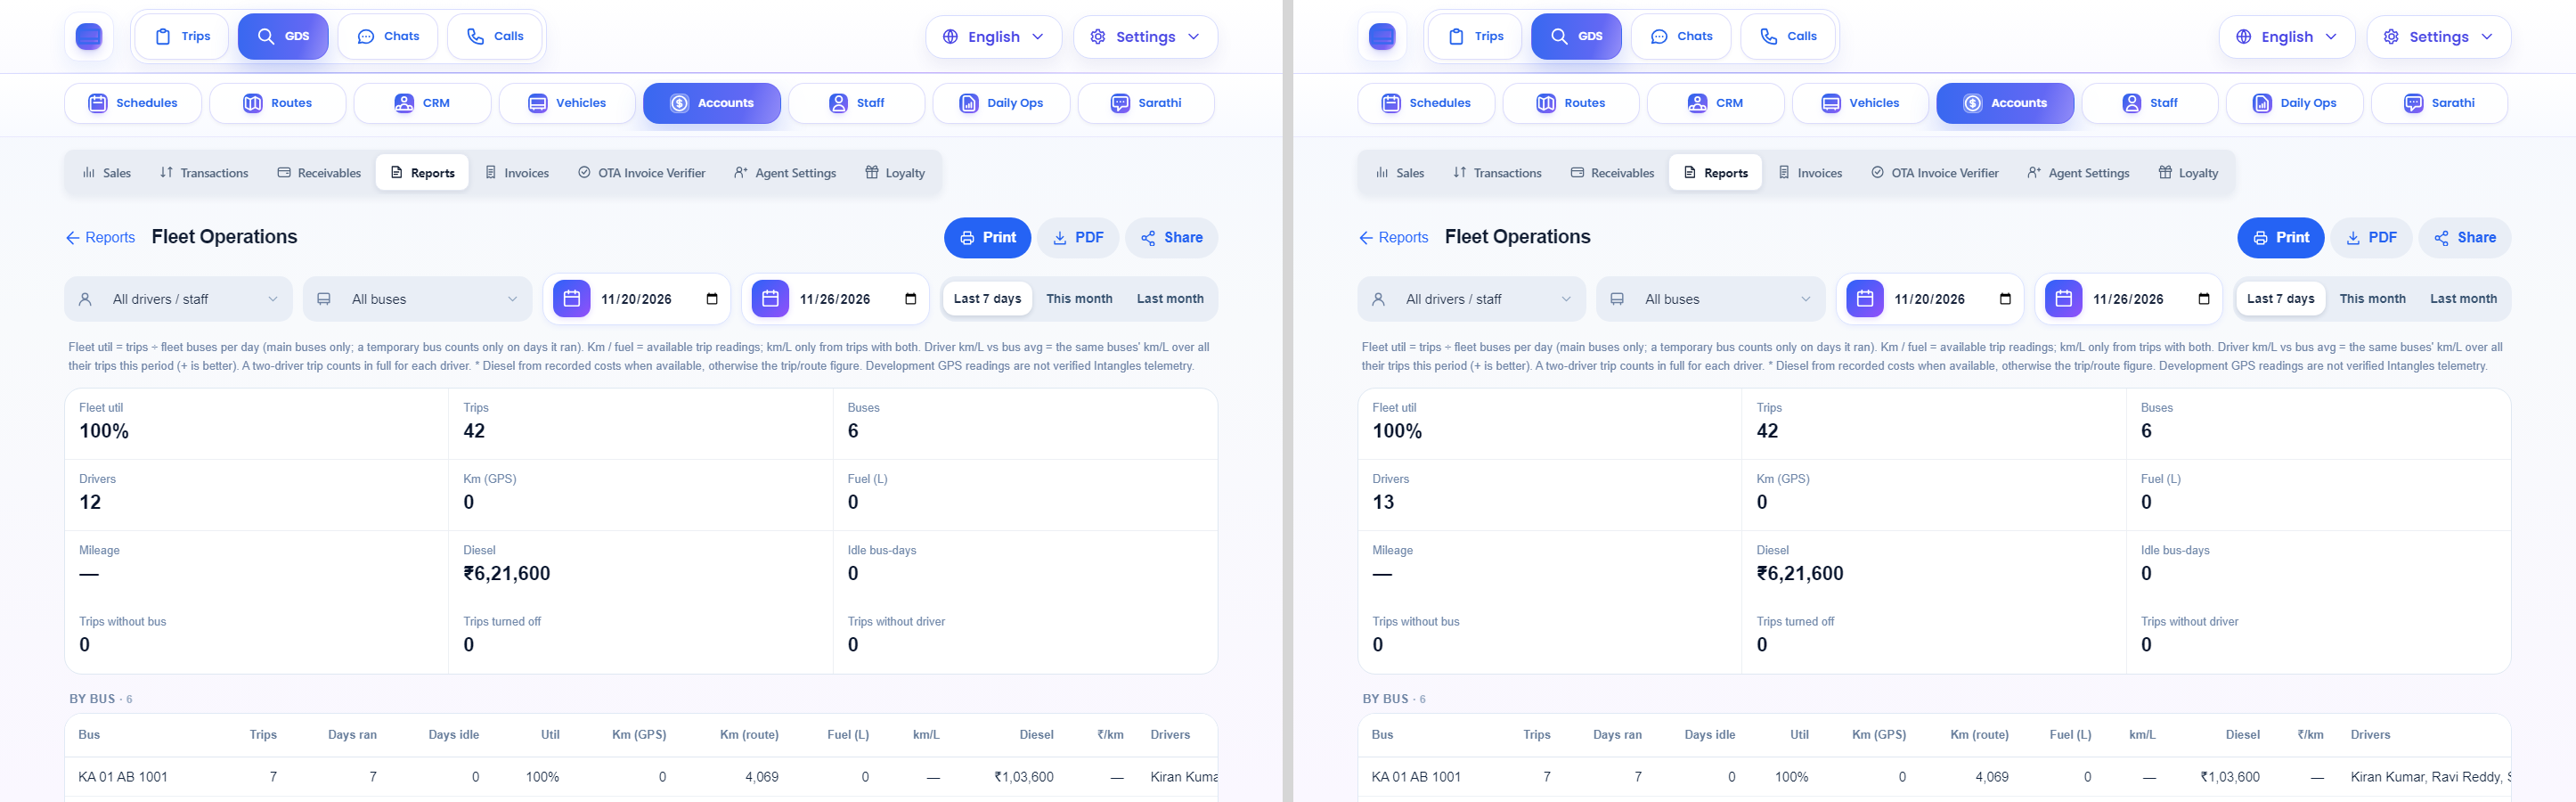 Trips GDS Chats Calls English Settings
Schedules Routes CRM Vehicles Accounts Staff Daily Ops Sarathi
Sales Transactions Receivables Reports Invoices OTA Invoice Verifier Agent Settings Loyalty
Reports Fleet Operations Print PDF Share
All drivers / staff All buses 11/20/2026 11/26/2026 Last 7 days This month Last month
Fleet util = trips ÷ fleet buses per day (main buses only; a temporary bus counts only on days it ran). Km / fuel = available trip readings; km/L only from trips with both. Driver km/L vs bus avg = the same buses' km/L over all
their trips this period (+ is better). A two-driver trip counts in full for each driver. * Diesel from recorded costs when available, otherwise the trip/route figure. Development GPS readings are not verified Intangles telemetry.
Fleet util Trips Buses
100% 42 6
Drivers Km (GPS) Fuel (L)
12 0 0
Mileage Diesel Idle bus-days
— ₹6,21,600 0
Trips without bus Trips turned off Trips without driver
0 0 0
BY BUS · 6
Bus Trips Days ran Days idle Util Km (GPS) Km (route) Fuel (L) km/L Diesel ₹/km Drivers
KA 01 AB 1001 7 7 0 100% 0 4,069 0 — ₹1,03,600 — Kiran Kuma
Trips GDS Chats Calls English Settings
Schedules Routes CRM Vehicles Accounts Staff Daily Ops Sarathi
Sales Transactions Receivables Reports Invoices OTA Invoice Verifier Agent Settings Loyalty
Reports Fleet Operations Print PDF Share
All drivers / staff All buses 11/20/2026 11/26/2026 Last 7 days This month Last month
Fleet util = trips ÷ fleet buses per day (main buses only; a temporary bus counts only on days it ran). Km / fuel = available trip readings; km/L only from trips with both. Driver km/L vs bus avg = the same buses' km/L over all
their trips this period (+ is better). A two-driver trip counts in full for each driver. * Diesel from recorded costs when available, otherwise the trip/route figure. Development GPS readings are not verified Intangles telemetry.
Fleet util Trips Buses
100% 42 6
Drivers Km (GPS) Fuel (L)
13 0 0
Mileage Diesel Idle bus-days
— ₹6,21,600 0
Trips without bus Trips turned off Trips without driver
0 0 0
BY BUS · 6
Bus Trips Days ran Days idle Util Km (GPS) Km (route) Fuel (L) km/L Diesel ₹/km Drivers
KA 01 AB 1001 7 7 0 100% 0 4,069 0 — ₹1,03,600 — Kiran Kumar, Ravi Reddy,